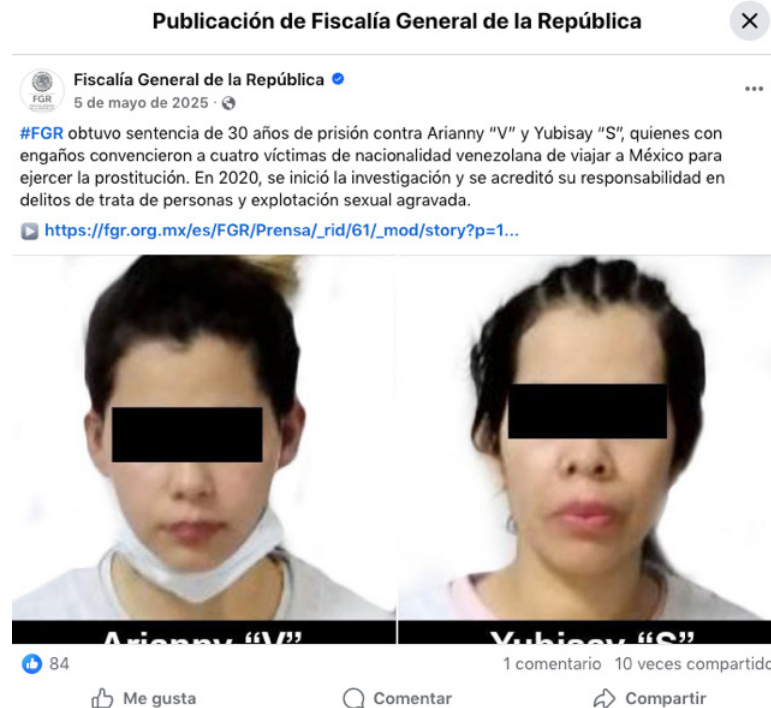 Publicación de Fiscalía General de la República
Fiscalía General de la República
5 de mayo de 2025 ·
FGR
#FGR obtuvo sentencia de 30 años de prisión contra Arianny “V” y Yubisay “S”, quienes con
engaños convencieron a cuatro víctimas de nacionalidad venezolana de viajar a México para
ejercer la prostitución. En 2020, se inició la investigación y se acreditó su responsabilidad en
delitos de trata de personas y explotación sexual agravada.
https://fgr.org.mx/es/FGR/Prensa/_rid/61/_mod/story?p=1...
Arianny “V”
Yubisay “S”
84
1 comentario 10 veces compartido
Me gusta
Comentar
Compartir